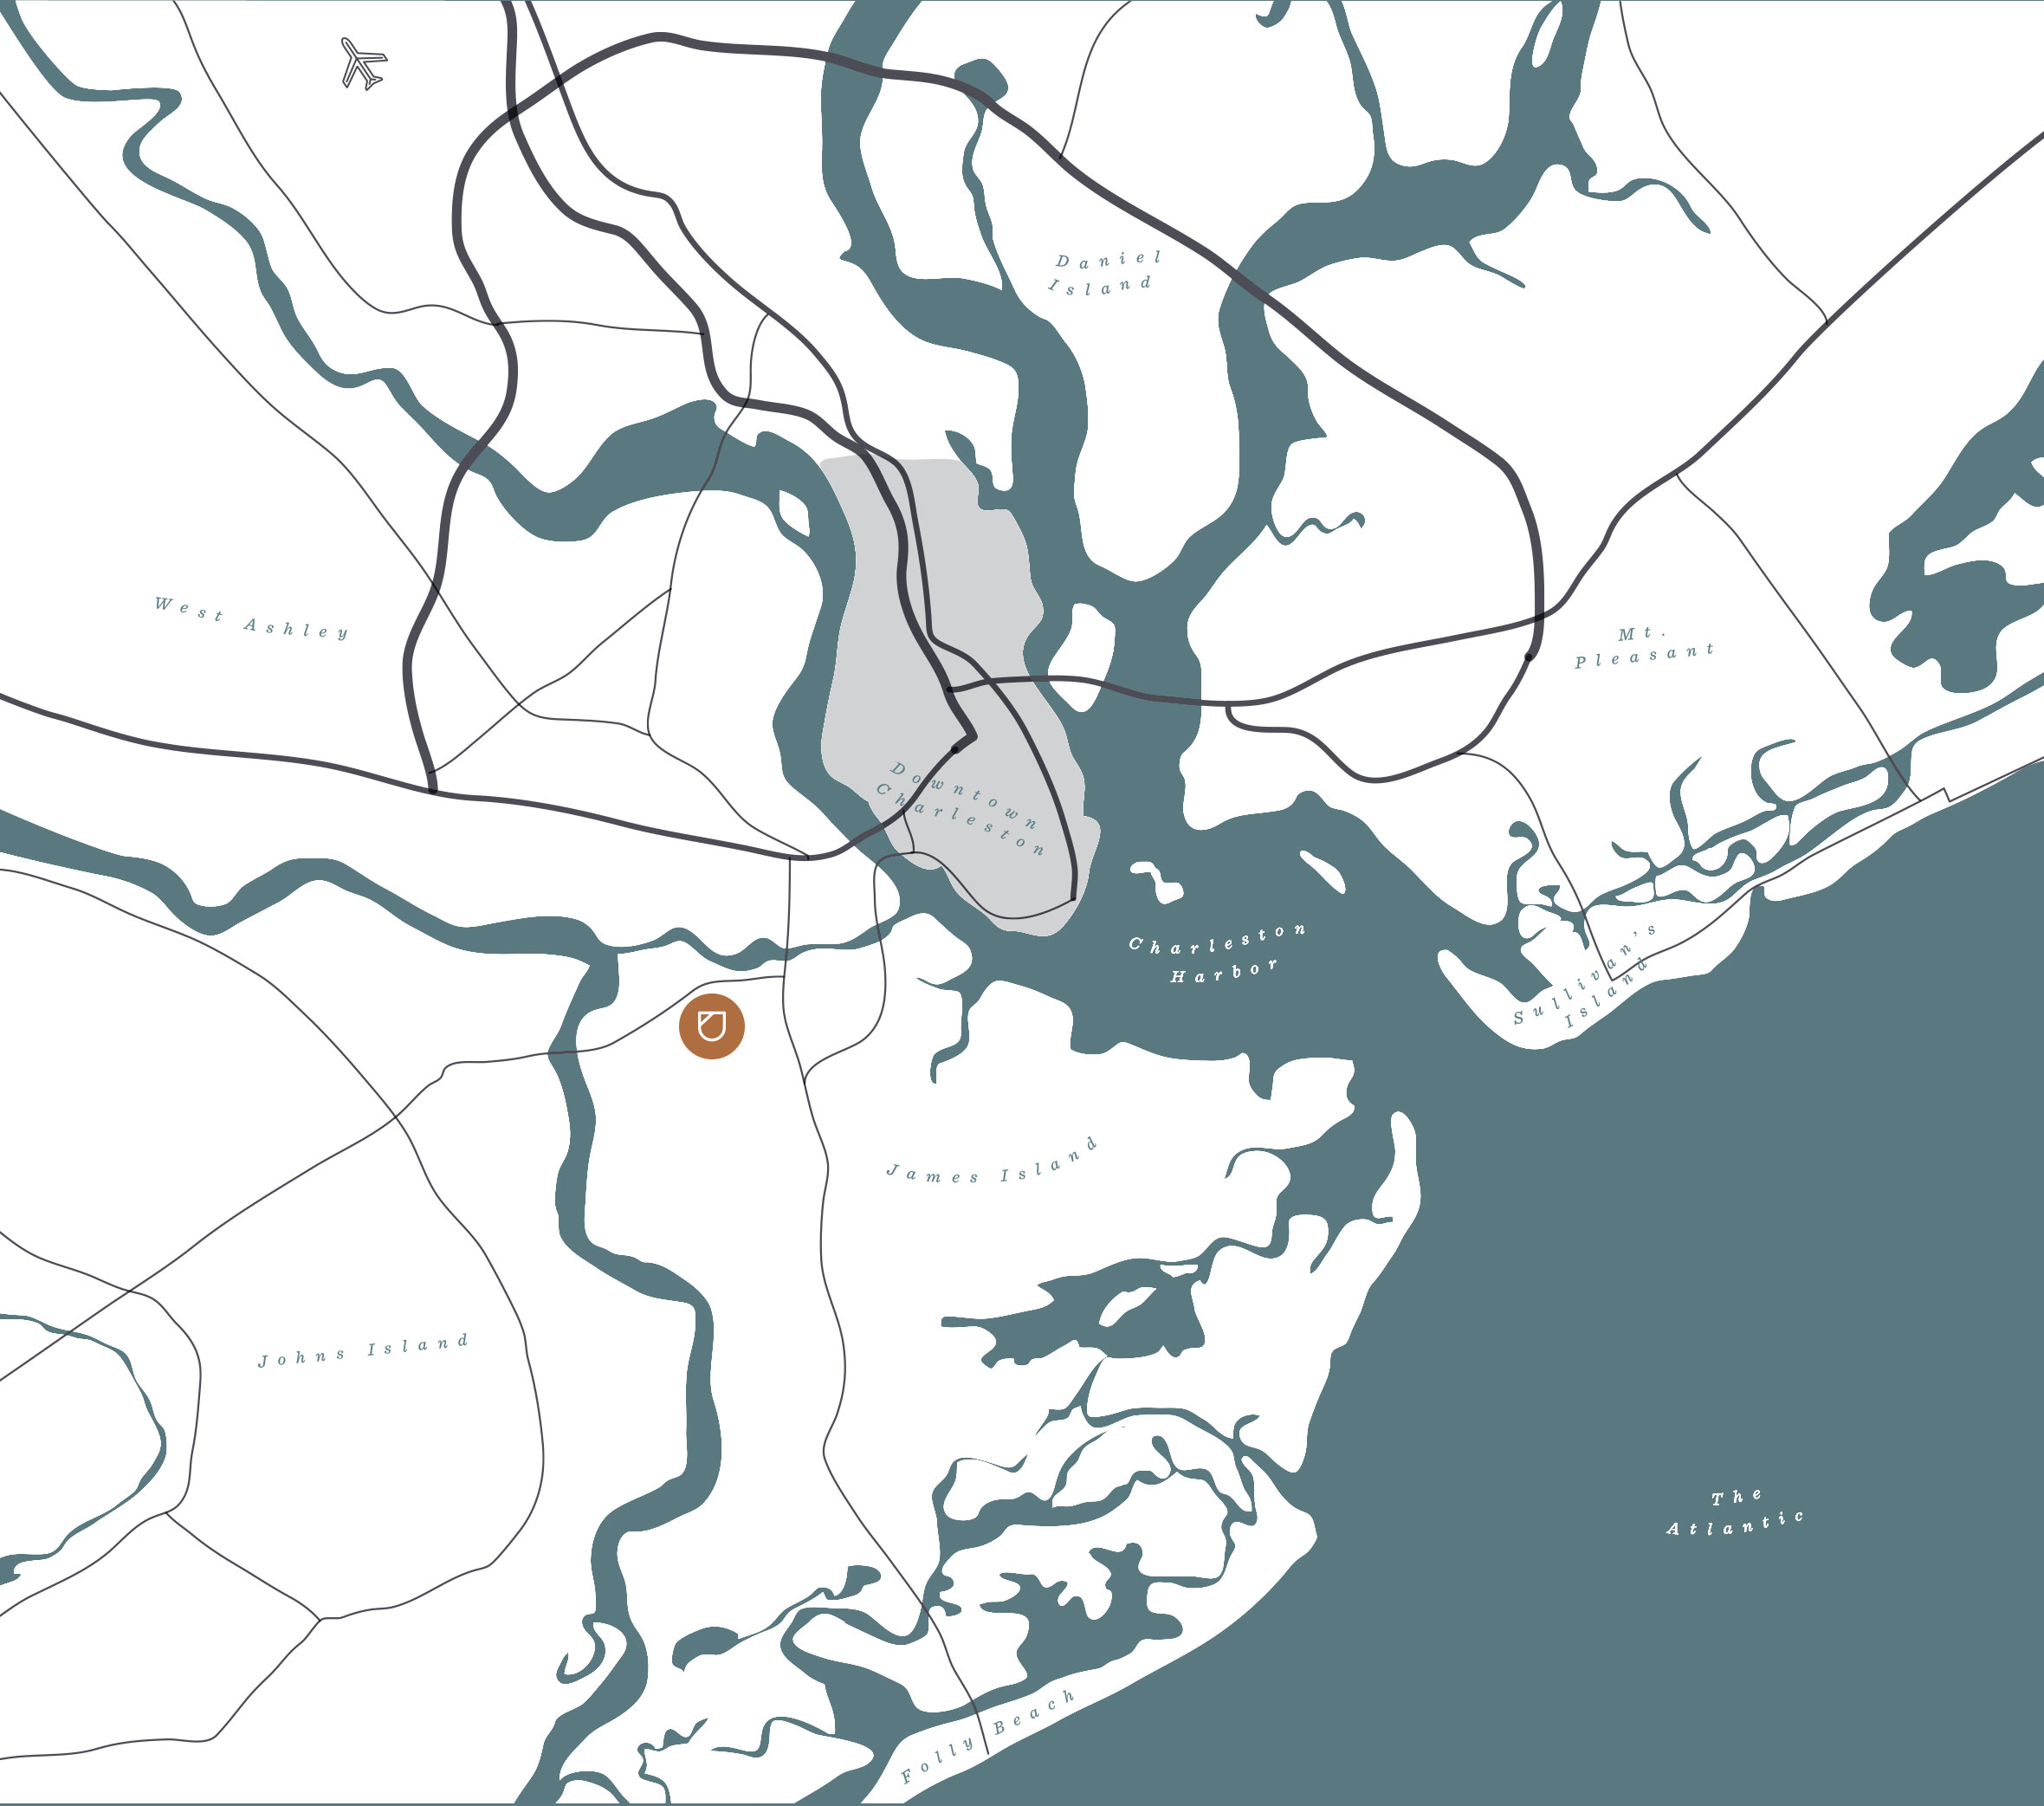 Daniel
Island
West Ashley
Mt.
Pleasant
Downtown
Charleston
Charleston
Harbor
Sullivan's
Island
James Island
Johns Island
The
Atlantic
Folly Beach